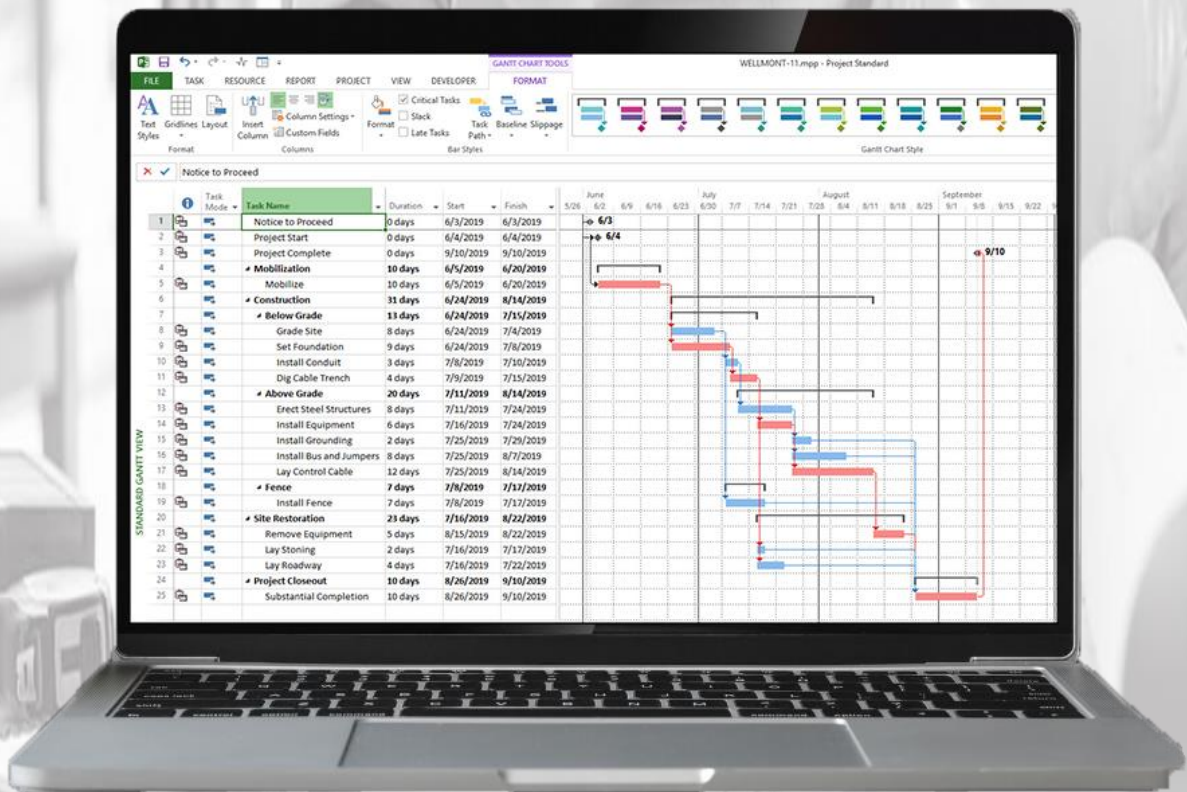 GANTT CHART TOOLS
WELLMONT-11.mpp - Project Standard
FILE TASK RESOURCE REPORT PROJECT VIEW DEVELOPER FORMAT
Text Styles Gridlines Layout Insert Column Column Settings Custom Fields Format Critical Tasks Slack Late Tasks Task Path Baseline Slippage
Format Columns Bar Styles Gantt Chart Style
Notice to Proceed
June July August September
Task Mode Task Name Duration Start Finish 5/26 6/2 6/9 6/16 6/23 6/30 7/7 7/14 7/21 7/28 8/4 8/11 8/18 8/25 9/1 9/8 9/15 9/22
1 Notice to Proceed 0 days 6/3/2019 6/3/2019 6/3
2 Project Start 0 days 6/4/2019 6/4/2019 6/4
3 Project Complete 0 days 9/10/2019 9/10/2019 9/10
4 Mobilization 10 days 6/5/2019 6/20/2019
5 Mobilize 10 days 6/5/2019 6/20/2019
6 Construction 31 days 6/24/2019 8/14/2019
7 Below Grade 13 days 6/24/2019 7/15/2019
8 Grade Site 8 days 6/24/2019 7/4/2019
9 Set Foundation 9 days 6/24/2019 7/8/2019
10 Install Conduit 3 days 7/8/2019 7/10/2019
11 Dig Cable Trench 4 days 7/9/2019 7/15/2019
12 Above Grade 20 days 7/11/2019 8/14/2019
13 Erect Steel Structures 8 days 7/11/2019 7/24/2019
14 Install Equipment 6 days 7/16/2019 7/24/2019
15 Install Grounding 2 days 7/25/2019 7/29/2019
16 Install Bus and Jumpers 8 days 7/25/2019 8/7/2019
17 Lay Control Cable 12 days 7/25/2019 8/14/2019
18 Fence 7 days 7/8/2019 7/17/2019
19 Install Fence 7 days 7/8/2019 7/17/2019
20 Site Restoration 23 days 7/16/2019 8/22/2019
21 Remove Equipment 5 days 8/15/2019 8/22/2019
22 Lay Stoning 2 days 7/16/2019 7/17/2019
23 Lay Roadway 4 days 7/16/2019 7/22/2019
24 Project Closeout 10 days 8/26/2019 9/10/2019
25 Substantial Completion 10 days 8/26/2019 9/10/2019
STANDARD GANTT VIEW